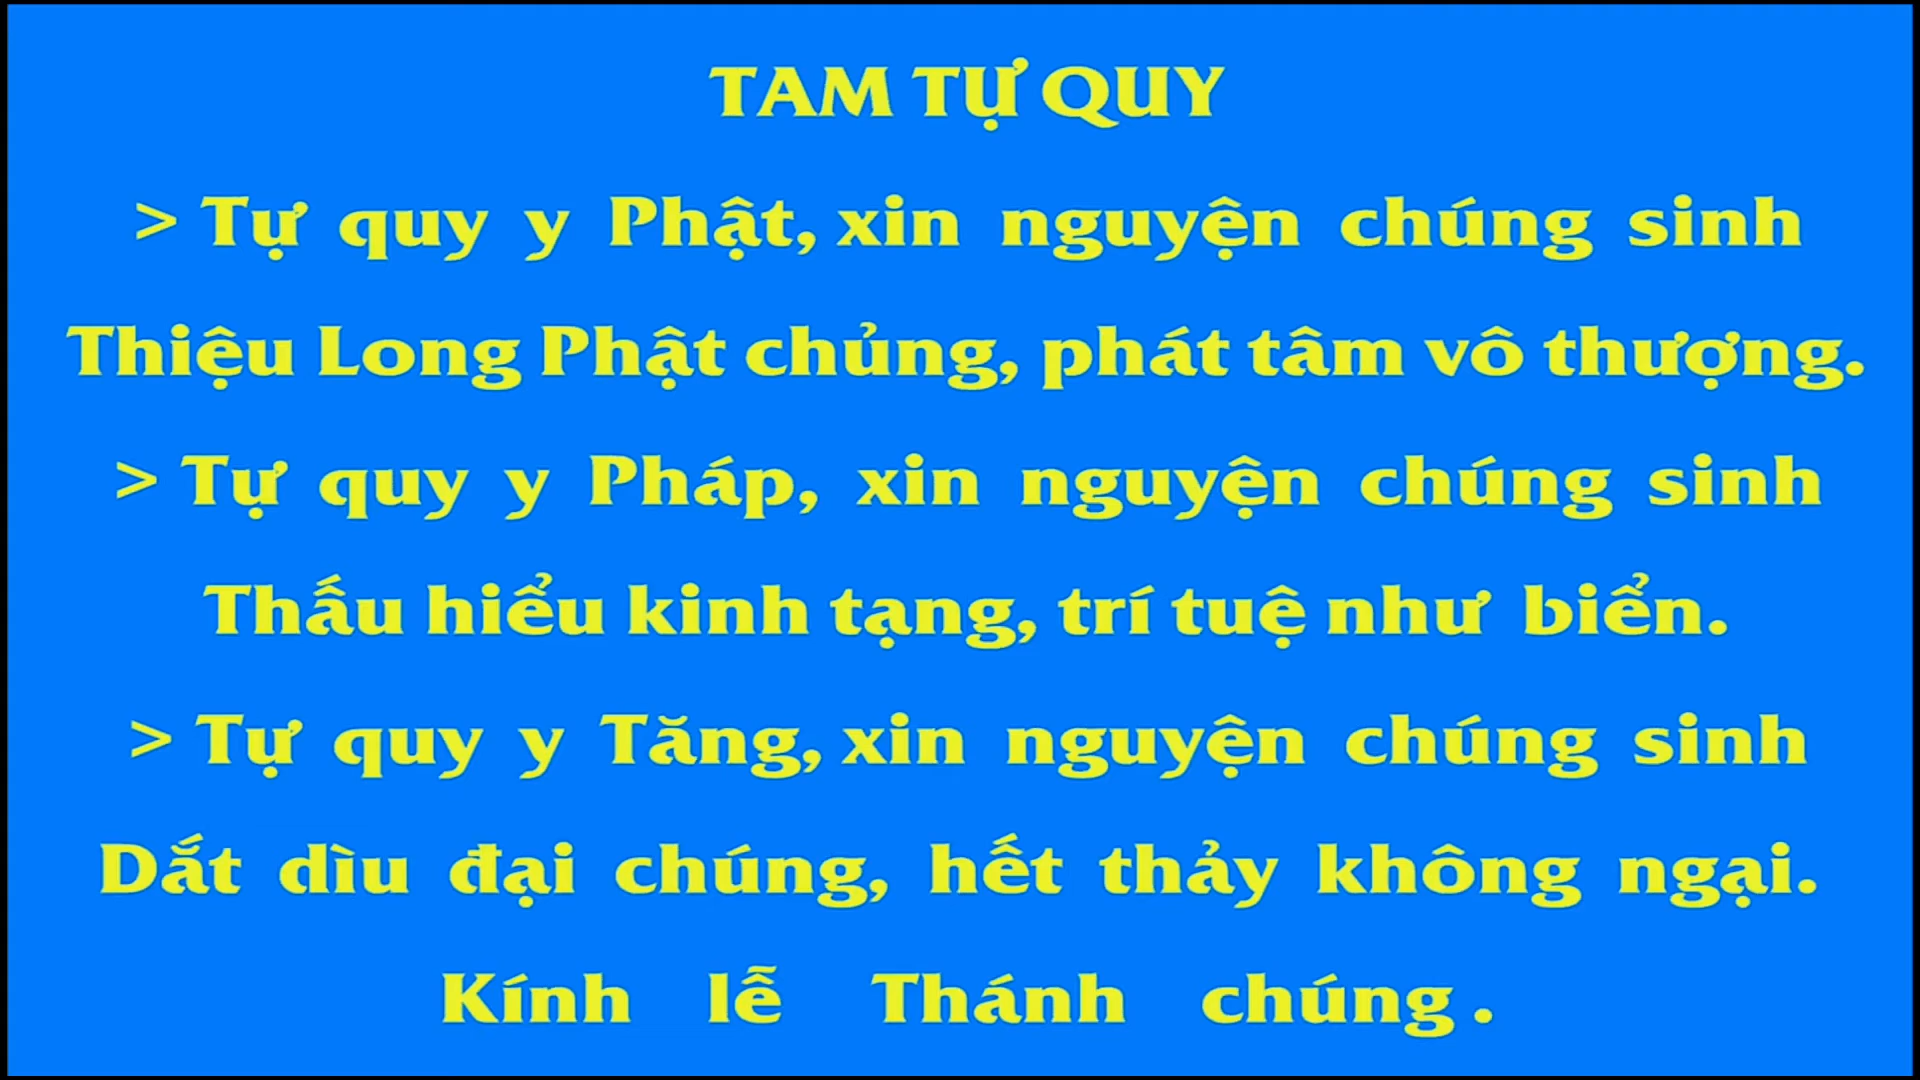 TAM TỰ QUY
> Tự quy y Phật, xin nguyện chúng sinh
Thiệu Long Phật chủng, phát tâm vô thượng.
> Tự quy y Pháp, xin nguyện chúng sinh
Thấu hiểu kinh tạng, trí tuệ như biển.
> Tự quy y Tăng, xin nguyện chúng sinh
Dắt dìu đại chúng, hết thảy không ngại.
Kính lễ Thánh chúng .